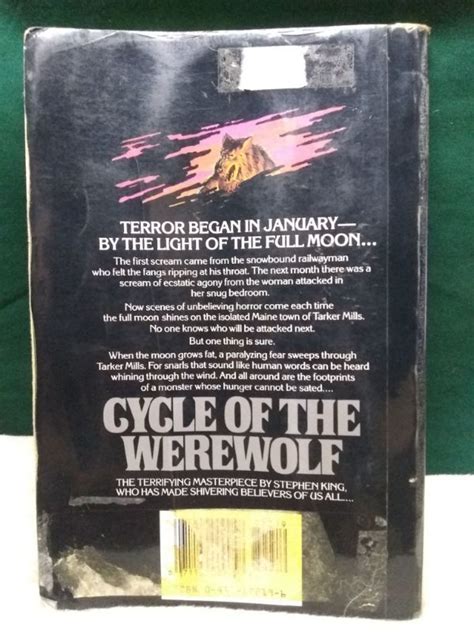 TERROR BEGAN IN JANUARY—
BY THE LIGHT OF THE FULL MOON...
The first scream came from the snowbound railwayman
who felt the fangs ripping at his throat. The next month there was a
scream of ecstatic agony from the woman attacked in
her snug bedroom.
Now scenes of unbelieving horror come each time
the full moon shines on the isolated Maine town of Tarker Mills.
No one knows who will be attacked next.
But one thing is sure.
When the moon grows fat, a paralyzing fear sweeps through
Tarker Mills. For snarls that sound like human words can be heard
whining through the wind. And all around are the footprints
of a monster whose hunger cannot be sated....
CYCLE OF THE
WEREWOLF
THE TERRIFYING MASTERPIECE BY STEPHEN KING,
WHO HAS MADE SHIVERING BELIEVERS OF US ALL....